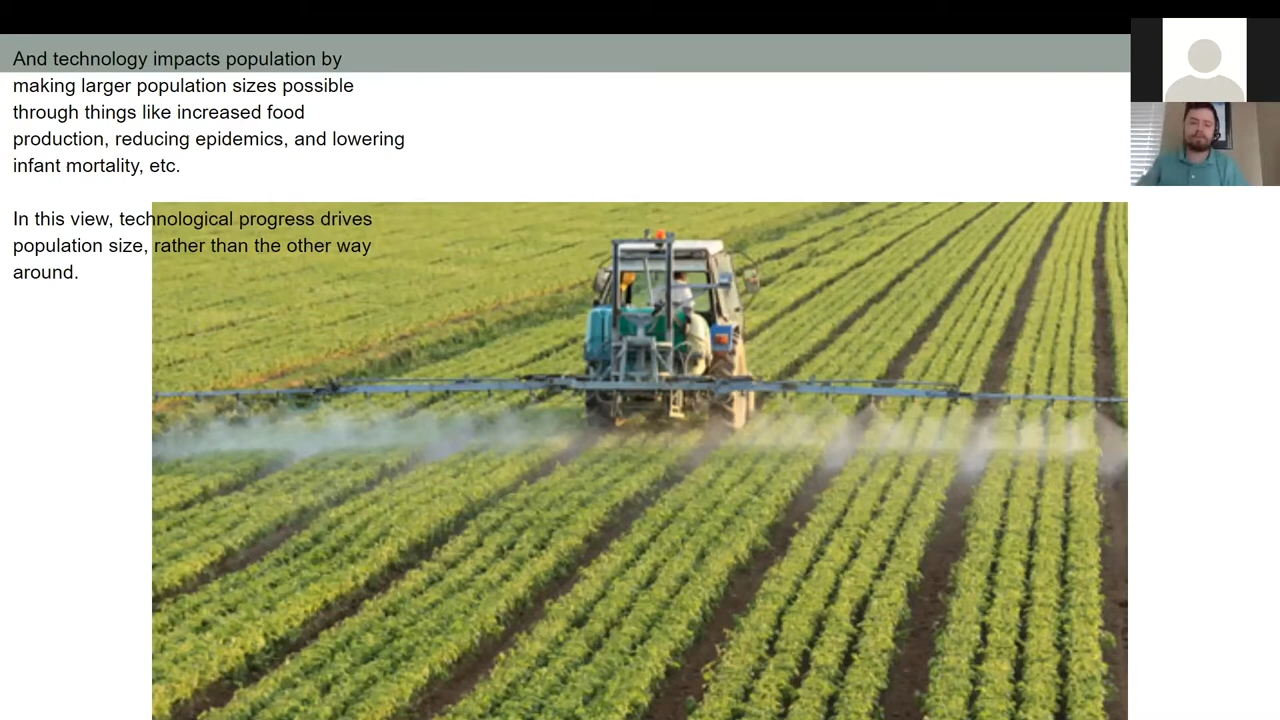 And technology impacts population by
making larger population sizes possible
through things like increased food
production, reducing epidemics, and lowering
infant mortality, etc.
In this view, technological progress drives
population size, rather than the other way
around.